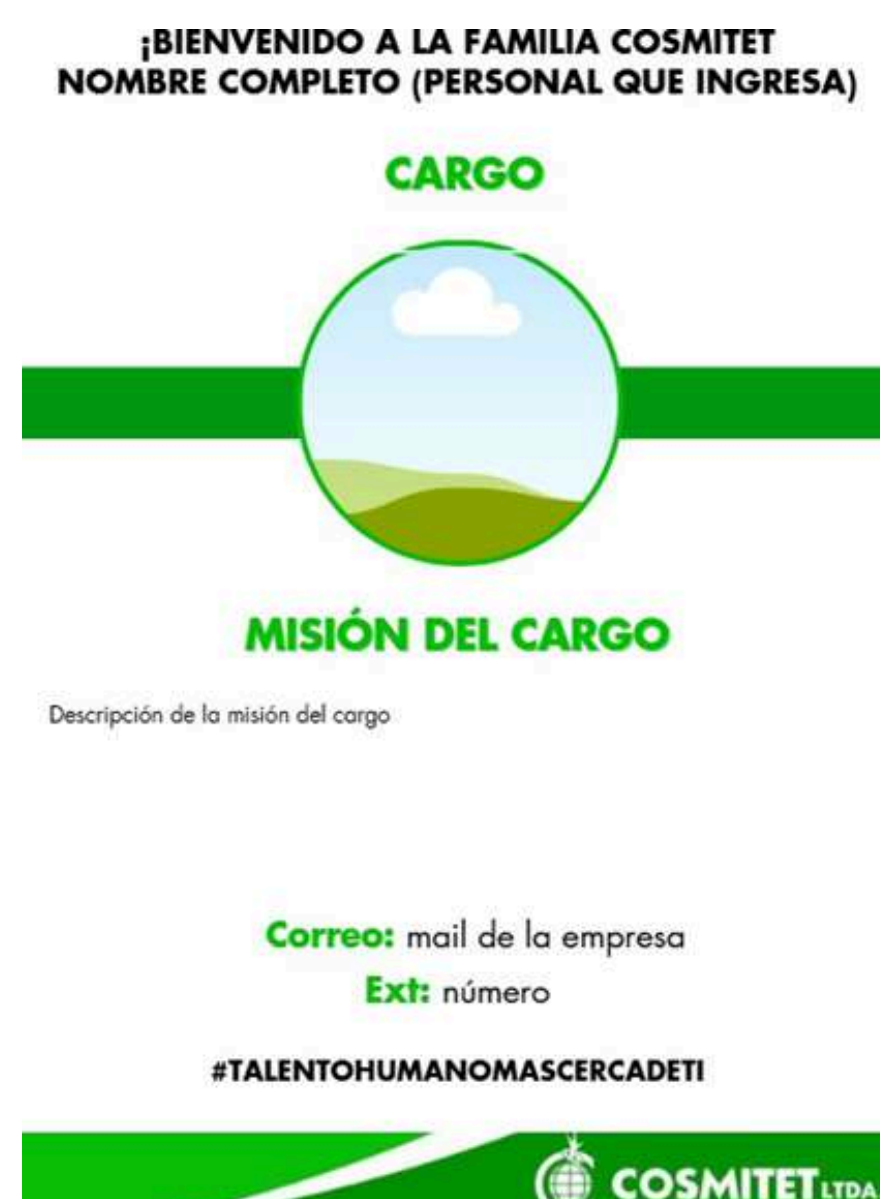 ¡BIENVENIDO A LA FAMILIA COSMITET
NOMBRE COMPLETO (PERSONAL QUE INGRESA)
CARGO
MISIÓN DEL CARGO
Descripción de la misión del cargo
Correo: mail de la empresa
Ext: número
#TALENTOHUMANOMASCERCADETI
COSMITET LTDA